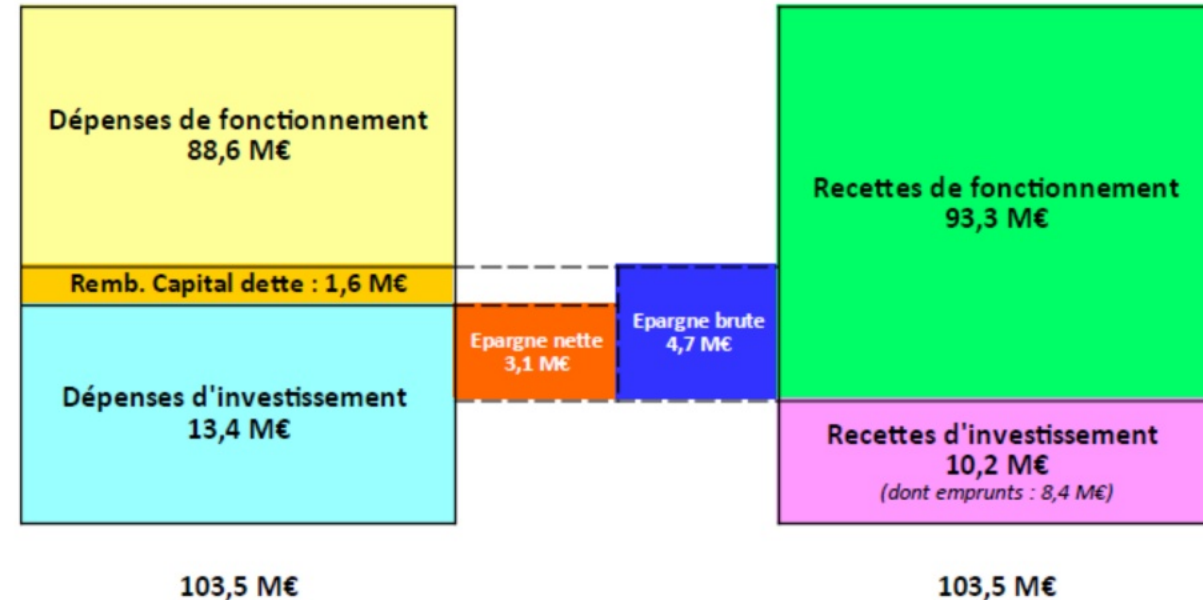 Dépenses de fonctionnement
88,6 M€
Remb. Capital dette : 1,6 M€
Dépenses d'investissement
13,4 M€
103,5 M€
Epargne nette
3,1 M€
Epargne brute
4,7 M€
Recettes de fonctionnement
93,3 M€
Recettes d'investissement
10,2 M€
(dont emprunts : 8,4 M€)
103,5 M€